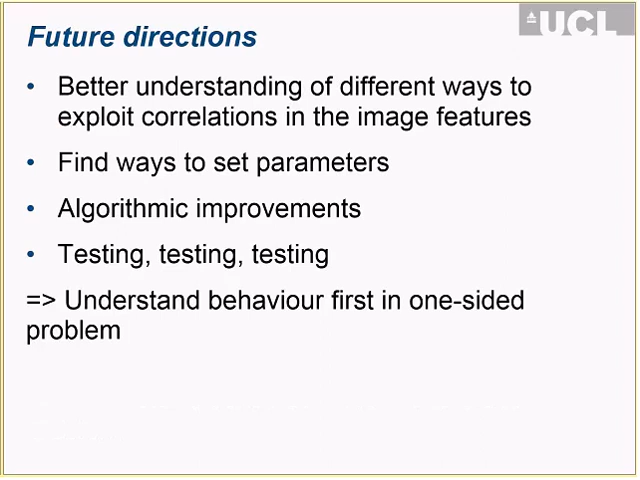 UCL
Future directions
• Better understanding of different ways to
exploit correlations in the image features
• Find ways to set parameters
• Algorithmic improvements
• Testing, testing, testing
=> Understand behaviour first in one-sided
problem